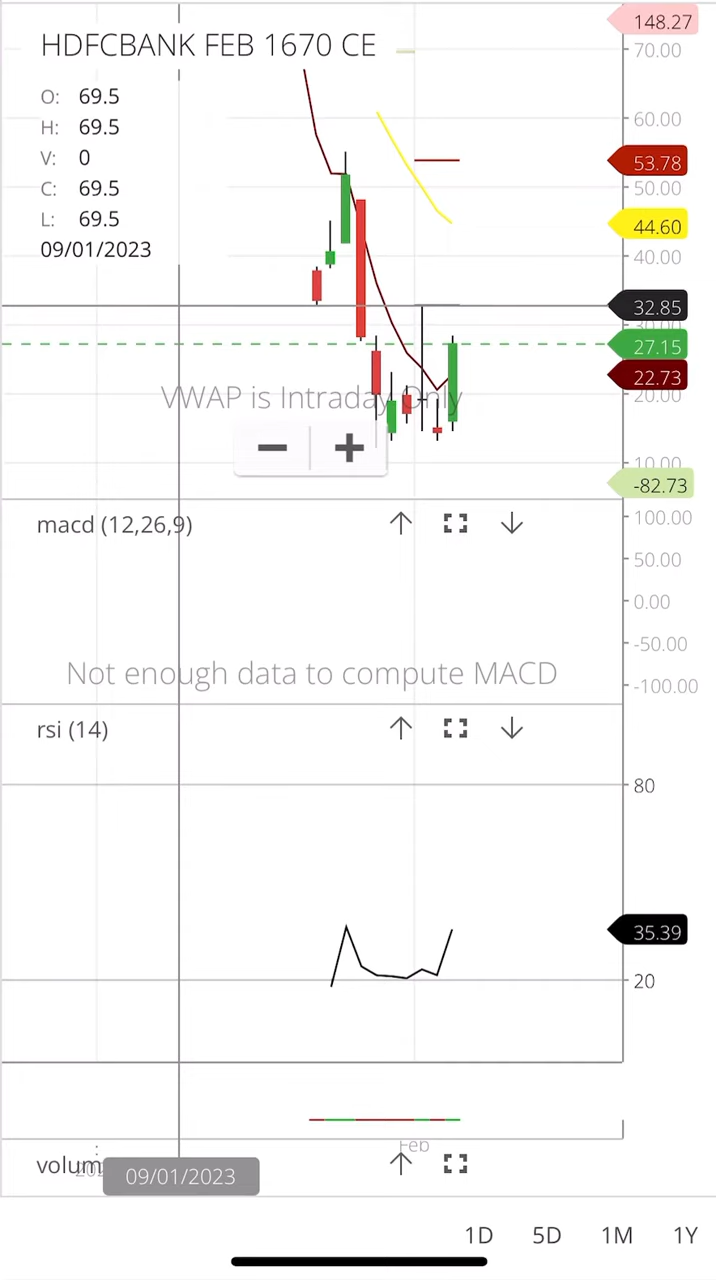 148.27
HDFCBANK FEB 1670 CE
70.00
O: 69.5
H: 69.5
V: 0
C: 69.5
L: 69.5
09/01/2023
60.00
53.78
50.00
44.60
40.00
32.85
30.00
27.15
22.73
20.00
VWAP is Intraday Only
− +
10.00
-82.73
macd (12,26,9)
100.00
50.00
0.00
-50.00
-100.00
Not enough data to compute MACD
rsi (14)
80
35.39
20
Feb
volum
09/01/2023
1D 5D 1M 1Y